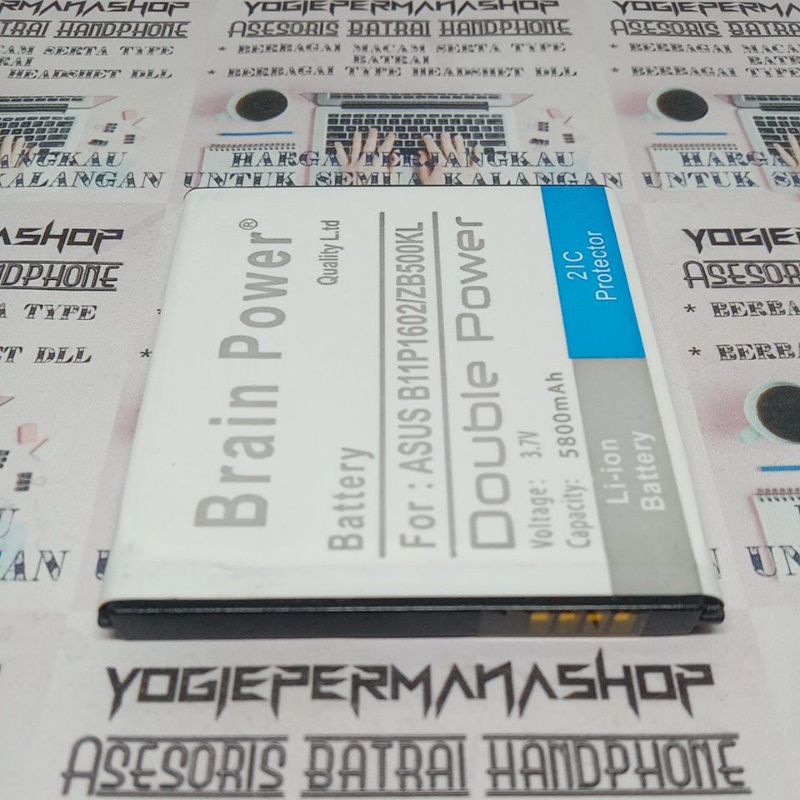 YOGIEPERMANASHOP
ASESORIS BATRAI HANDPHONE
* BERBAGAI MACAM SERTA TYPE
BATRAI
* BERBAGAI TYPE HEADSHET DLL
HARGA TERJANGKAU
UNTUK SEMUA KALANGAN
Brain Power®
Quality L.td
Battery
For : ASUS B11P1602/ZB500KL
Double Power
Voltage: 3.7V
Capacity: 5800mAh
2IC
Protector
Li-ion
Battery
YOGIEPERMANASHOP
ASESORIS BATRAI HANDPHONE